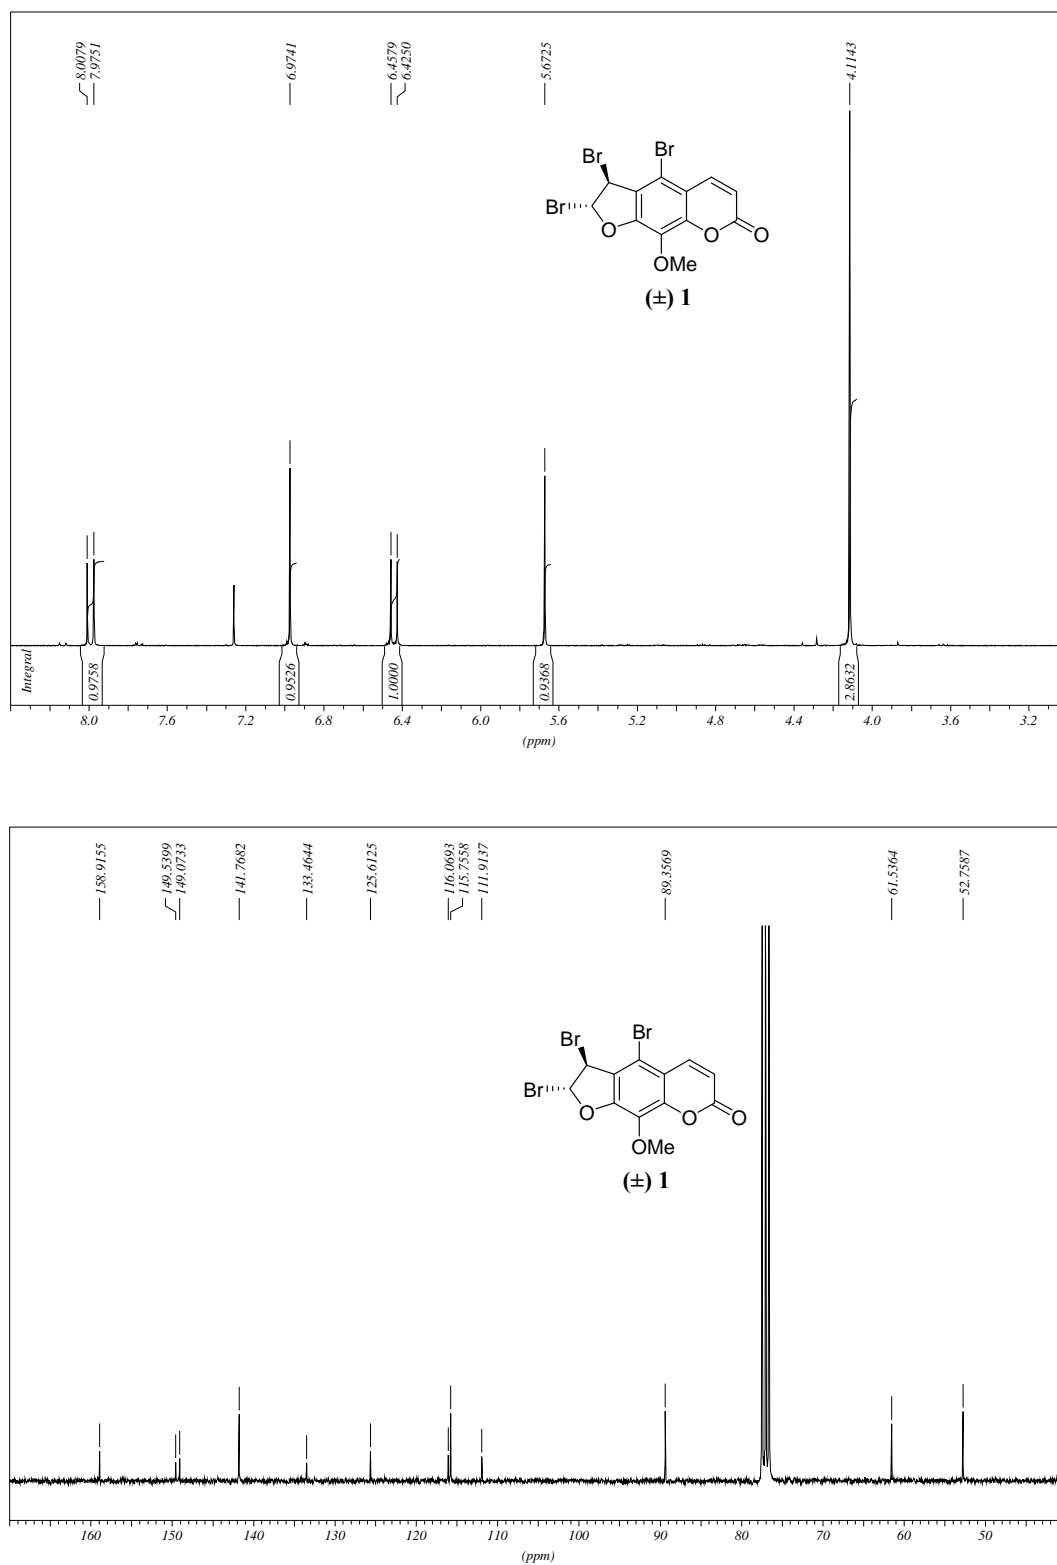 8.0079
7.9751
6.9741
6.4579
6.4250
5.6725
4.1143
Br
Br
Br
O
O
O
OMe
(±) 1
Integral
0.9758
0.9526
1.0000
0.9368
2.8632
8.0 7.6 7.2 6.8 6.4 6.0 5.6 5.2 4.8 4.4 4.0 3.6 3.2
(ppm)
158.9155
149.5399
149.0733
141.7682
133.4644
125.6125
116.0693
115.7558
111.9137
89.3569
61.5364
52.7587
Br
Br
Br
O
O
O
OMe
(±) 1
160 150 140 130 120 110 100 90 80 70 60 50
(ppm)